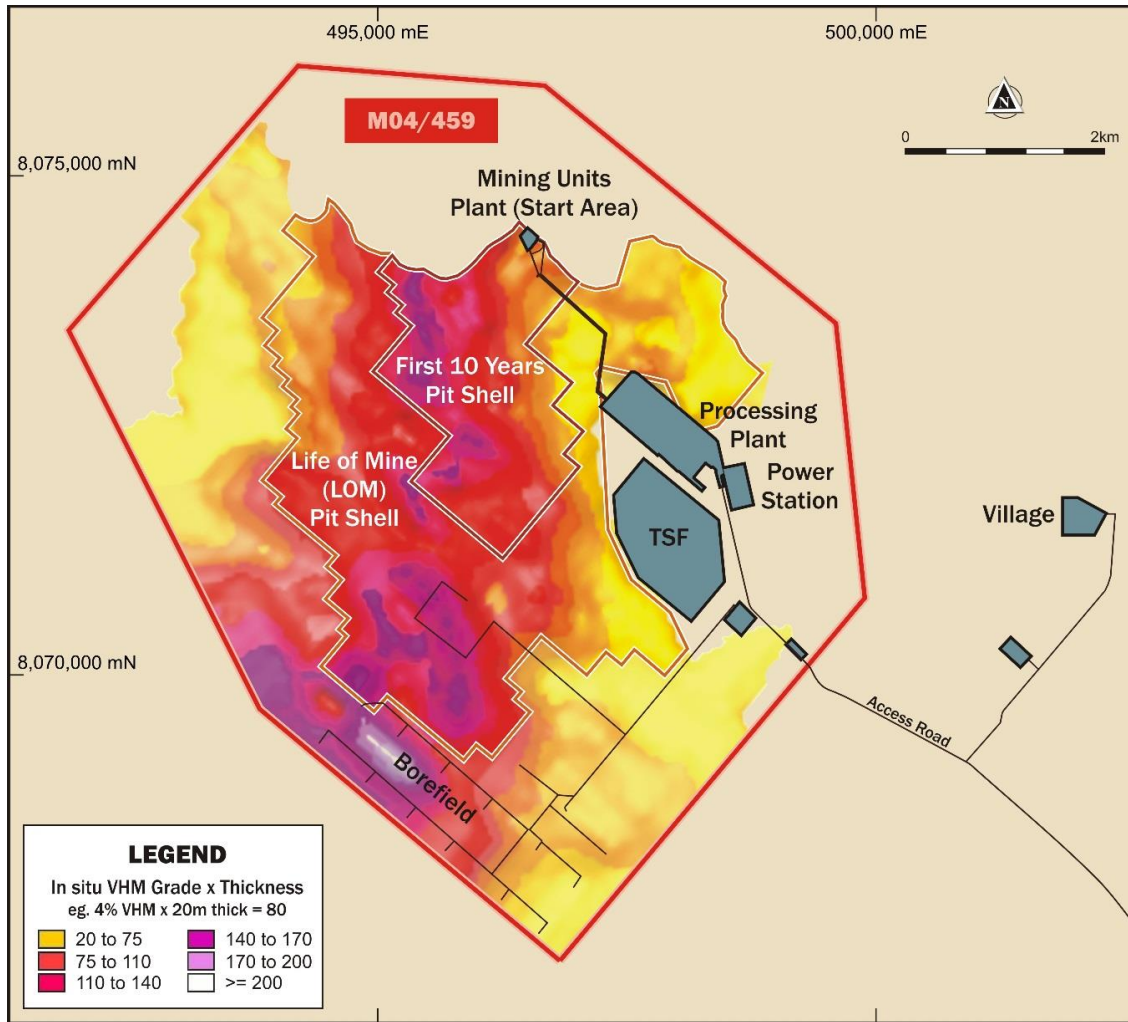 495,000 mE
500,000 mE
M04/459
N
0
2km
8,075,000 mN
Mining Units
Plant (Start Area)
First 10 Years
Pit Shell
Processing
Plant
Life of Mine
(LOM)
Pit Shell
Power
Station
Village
TSF
8,070,000 mN
Access Road
Borefield
LEGEND
In situ VHM Grade x Thickness
eg. 4% VHM x 20m thick = 80
20 to 75
140 to 170
75 to 110
170 to 200
110 to 140
>= 200